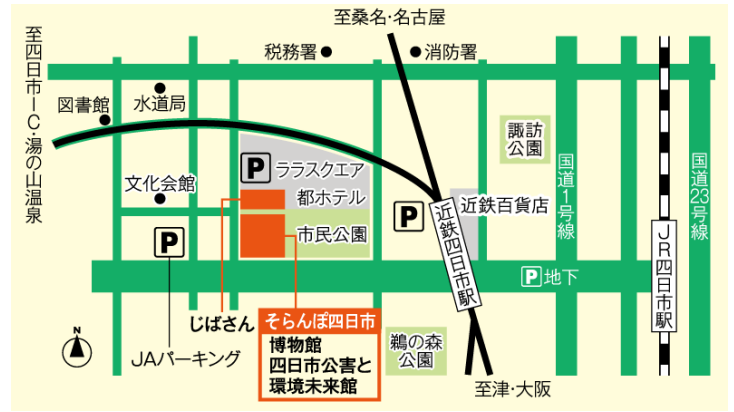 至桑名・名古屋
税務署
消防署
至四日市IC・湯の山温泉
図書館
水道局
諏訪
公園
国道1号線
国道23号線
P
ララスクエア
文化会館
都ホテル
近鉄百貨店
P
市民公園
P
近鉄四日市駅
JR四日市駅
P地下
じばさん
そらんぽ四日市
博物館
四日市公害と
環境未来館
N
JAパーキング
鵜の森
公園
至津・大阪